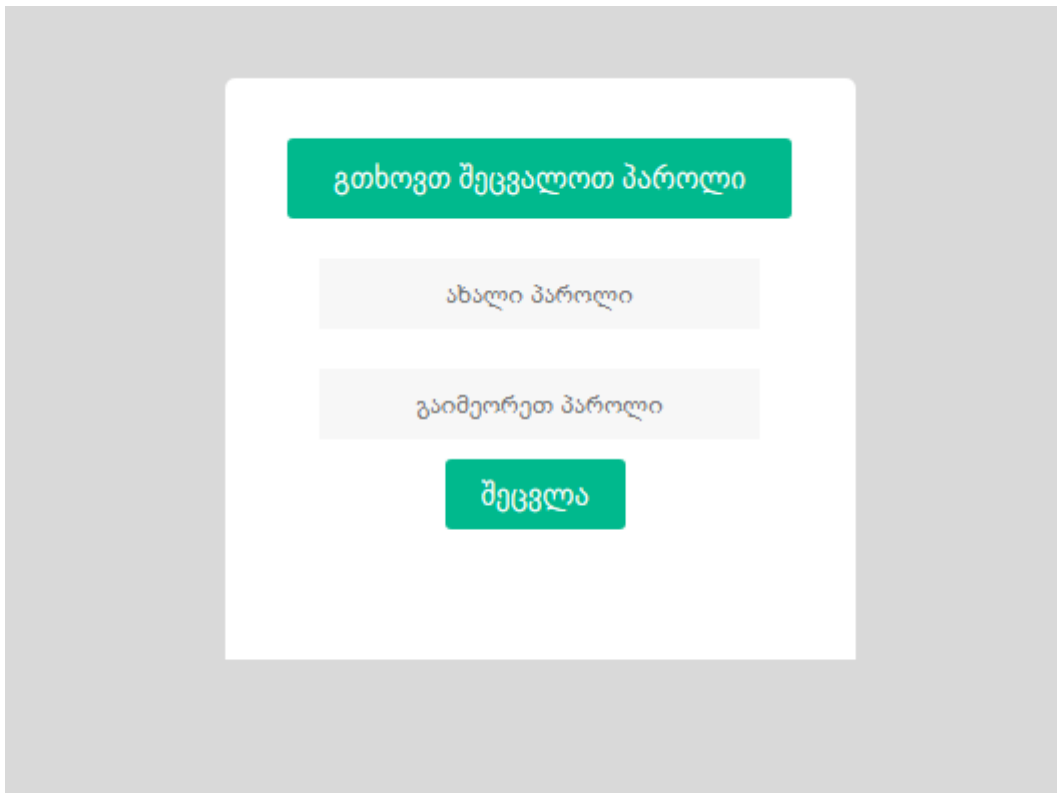 გთხოვთ შეცვალოთ პაროლი
ახალი პაროლი
გაიმეორეთ პაროლი
შეცვლა